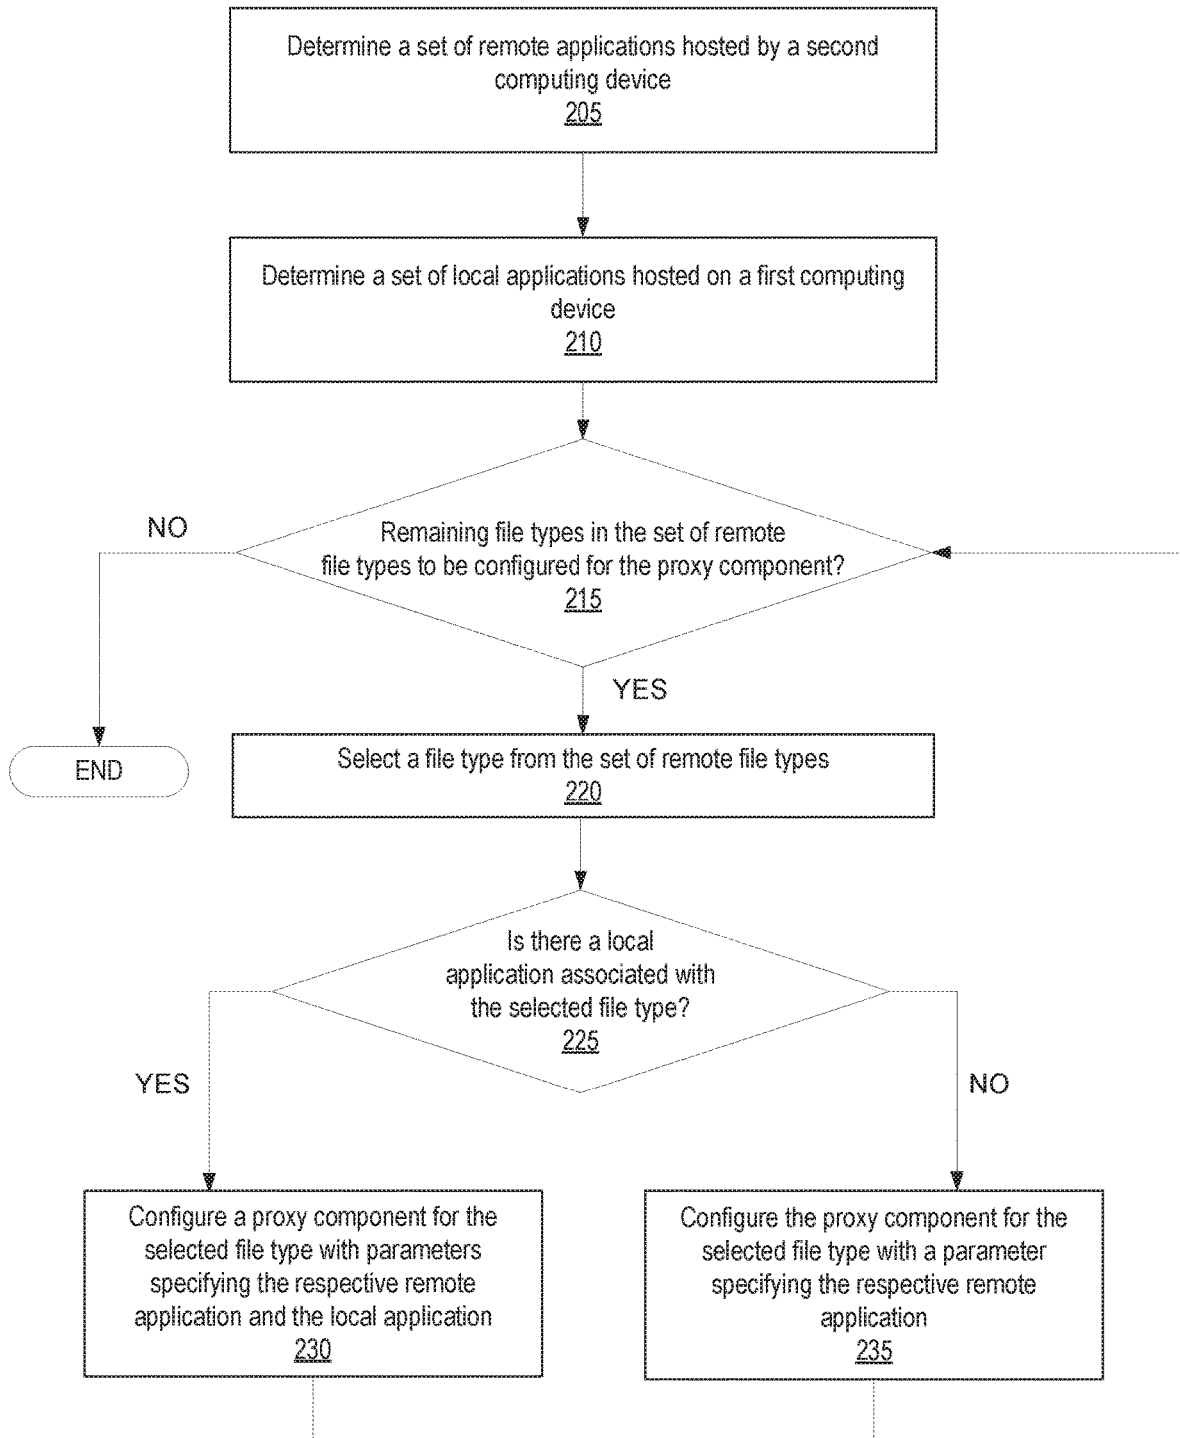 Determine a set of remote applications hosted by a second
computing device
205
Determine a set of local applications hosted on a first computing
device
210
NO
Remaining file types in the set of remote
file types to be configured for the proxy component?
215
YES
END
Select a file type from the set of remote file types
220
Is there a local
application associated with
the selected file type?
225
YES
NO
Configure a proxy component for the
selected file type with parameters
specifying the respective remote
application and the local application
230
Configure the proxy component for the
selected file type with a parameter
specifying the respective remote
application
235